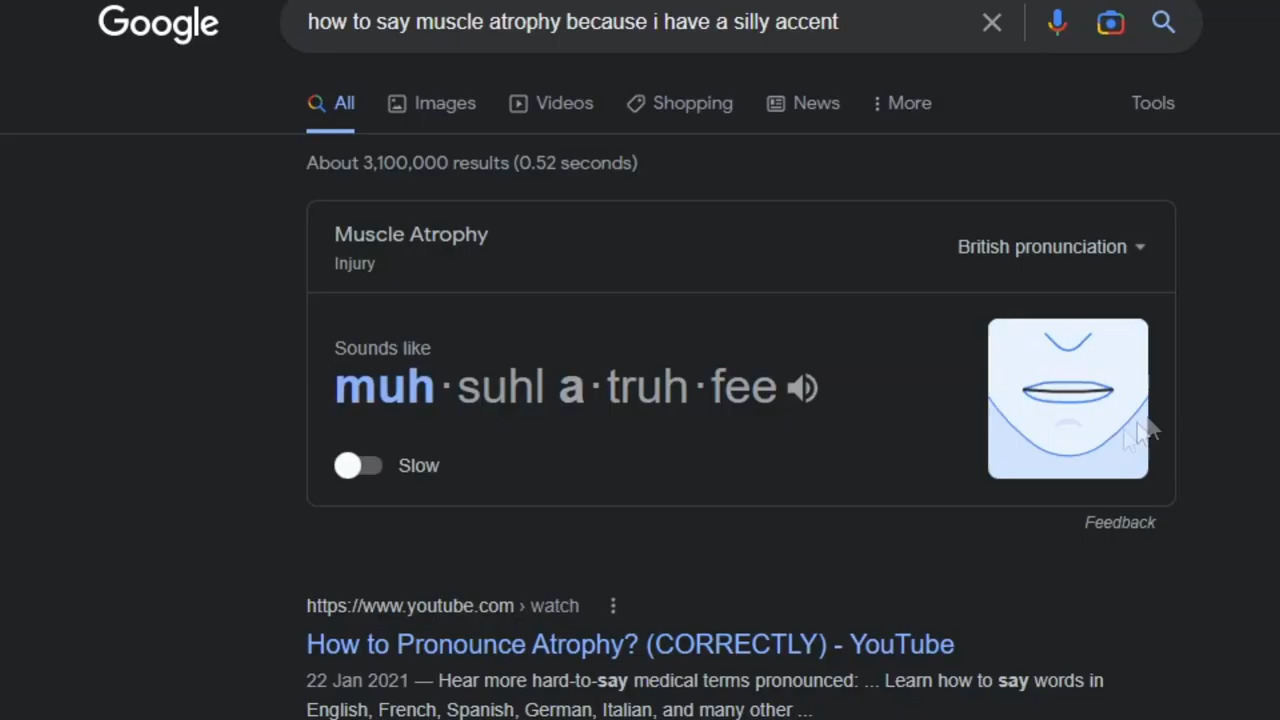 Google
how to say muscle atrophy because i have a silly accent
All Images Videos Shopping News More Tools
About 3,100,000 results (0.52 seconds)
Muscle Atrophy
Injury
British pronunciation
Sounds like
muh·suhl a·truh·fee
Slow
Feedback
https://www.youtube.com › watch
How to Pronounce Atrophy? (CORRECTLY) - YouTube
22 Jan 2021 — Hear more hard-to-say medical terms pronounced: ... Learn how to say words in
English, French, Spanish, German, Italian, and many other ...